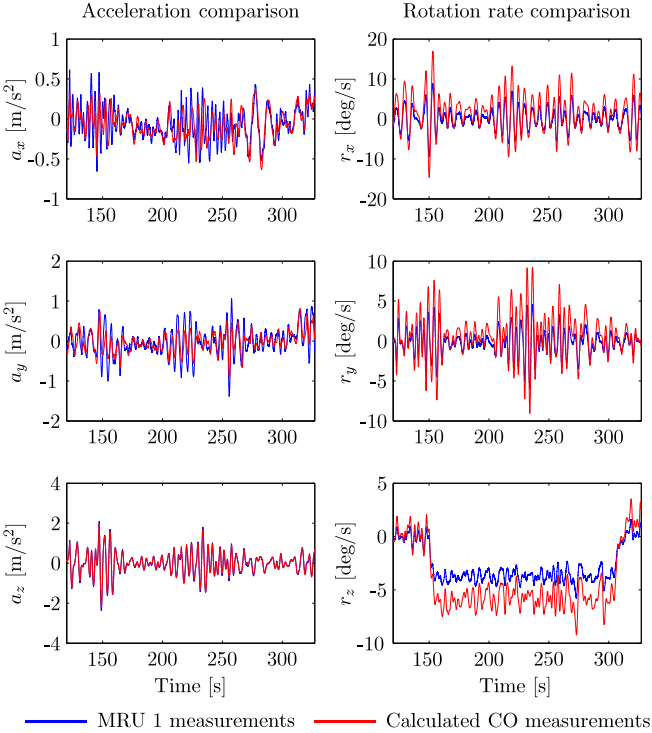 Acceleration comparison
Rotation rate comparison
1
0.5
0
-0.5
-1
a_x [m/s²]
150 200 250 300
20
10
0
-10
-20
r_x [deg/s]
150 200 250 300
2
1
0
-1
-2
a_y [m/s²]
150 200 250 300
10
5
0
-5
-10
r_y [deg/s]
150 200 250 300
4
2
0
-2
-4
a_z [m/s²]
150 200 250 300
Time [s]
5
0
-5
-10
r_z [deg/s]
150 200 250 300
Time [s]
MRU 1 measurements
Calculated CO measurements